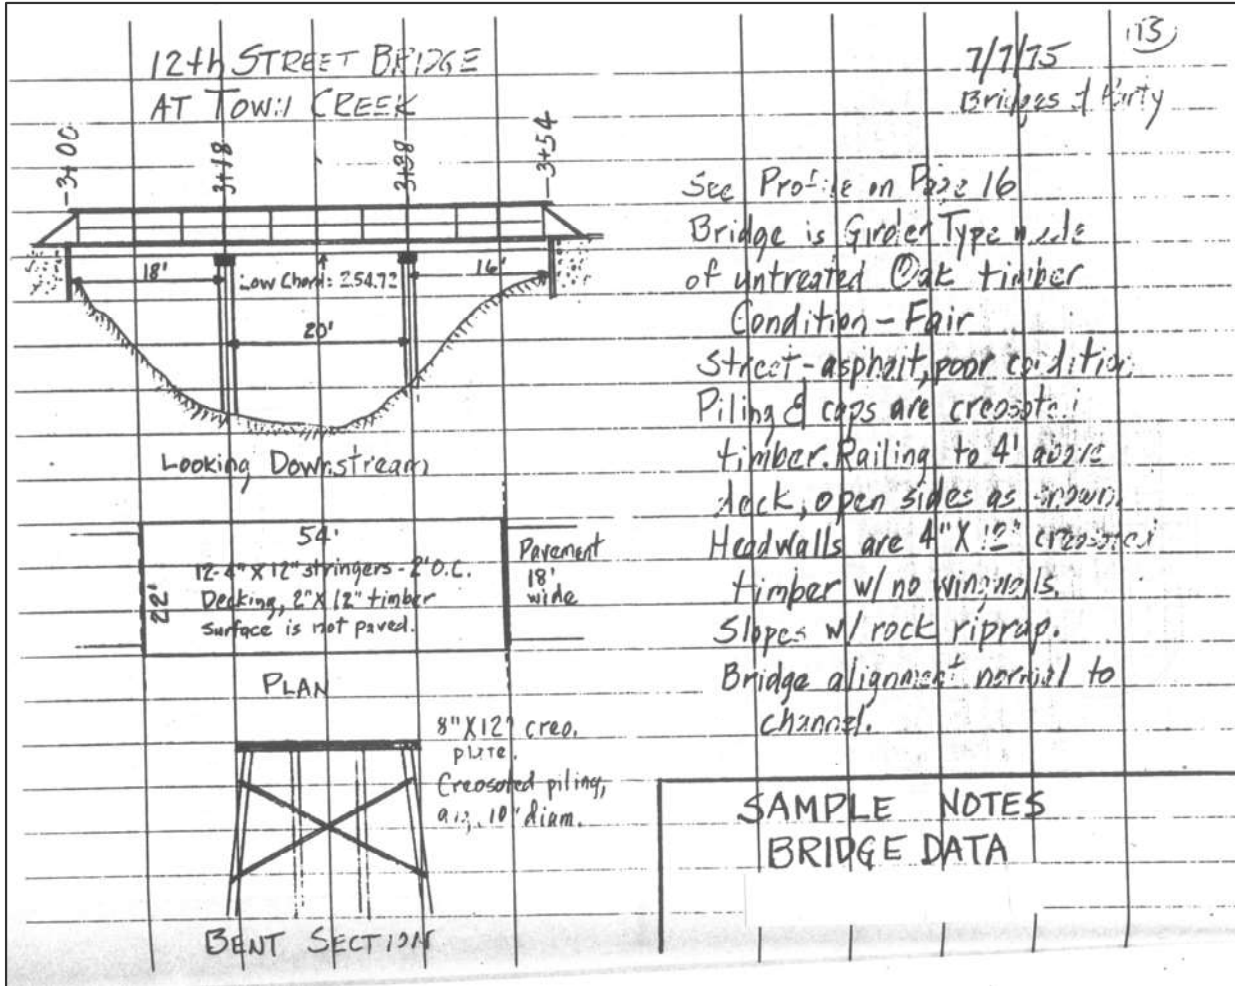 12th STREET BRIDGE
AT TOWN CREEK
7/7/75
Bridges & Party
3+00
3+18
3+38
3+54
18'
Low Chord: 254.72
16'
20'
Looking Downstream
54'
22'
12-4" X 12" stringers - 2' O.C.
Decking, 2" X 12" timber
Surface is not paved.
Pavement
18'
wide
PLAN
8" X 12" creo.
plate.
Creosoted piling,
10" diam.
BENT SECTION
See Profile on Page 16
Bridge is Girder Type made
of untreated Oak timber
Condition - Fair
Street - asphalt, poor condition
Piling & caps are creosoted
timber. Railing to 4' above
deck, open sides as shown.
Headwalls are 4" X 12" creosoted
timber w/ no wingwalls.
Slopes w/ rock riprap.
Bridge alignment normal to
channel.
SAMPLE NOTES
BRIDGE DATA